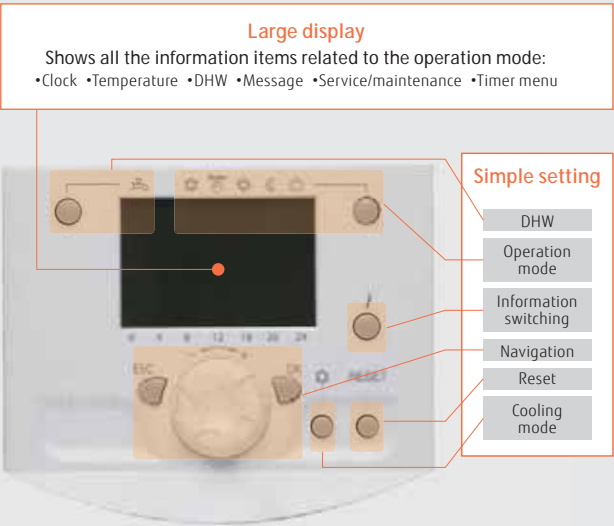 Large display
Shows all the information items related to the operation mode:
•Clock •Temperature •DHW •Message •Service/maintenance •Timer menu
Simple setting
DHW
Operation
mode
Information
switching
Navigation
Reset
Cooling
mode
0 4 8 12 16 20 24
ESC
OK
RESET